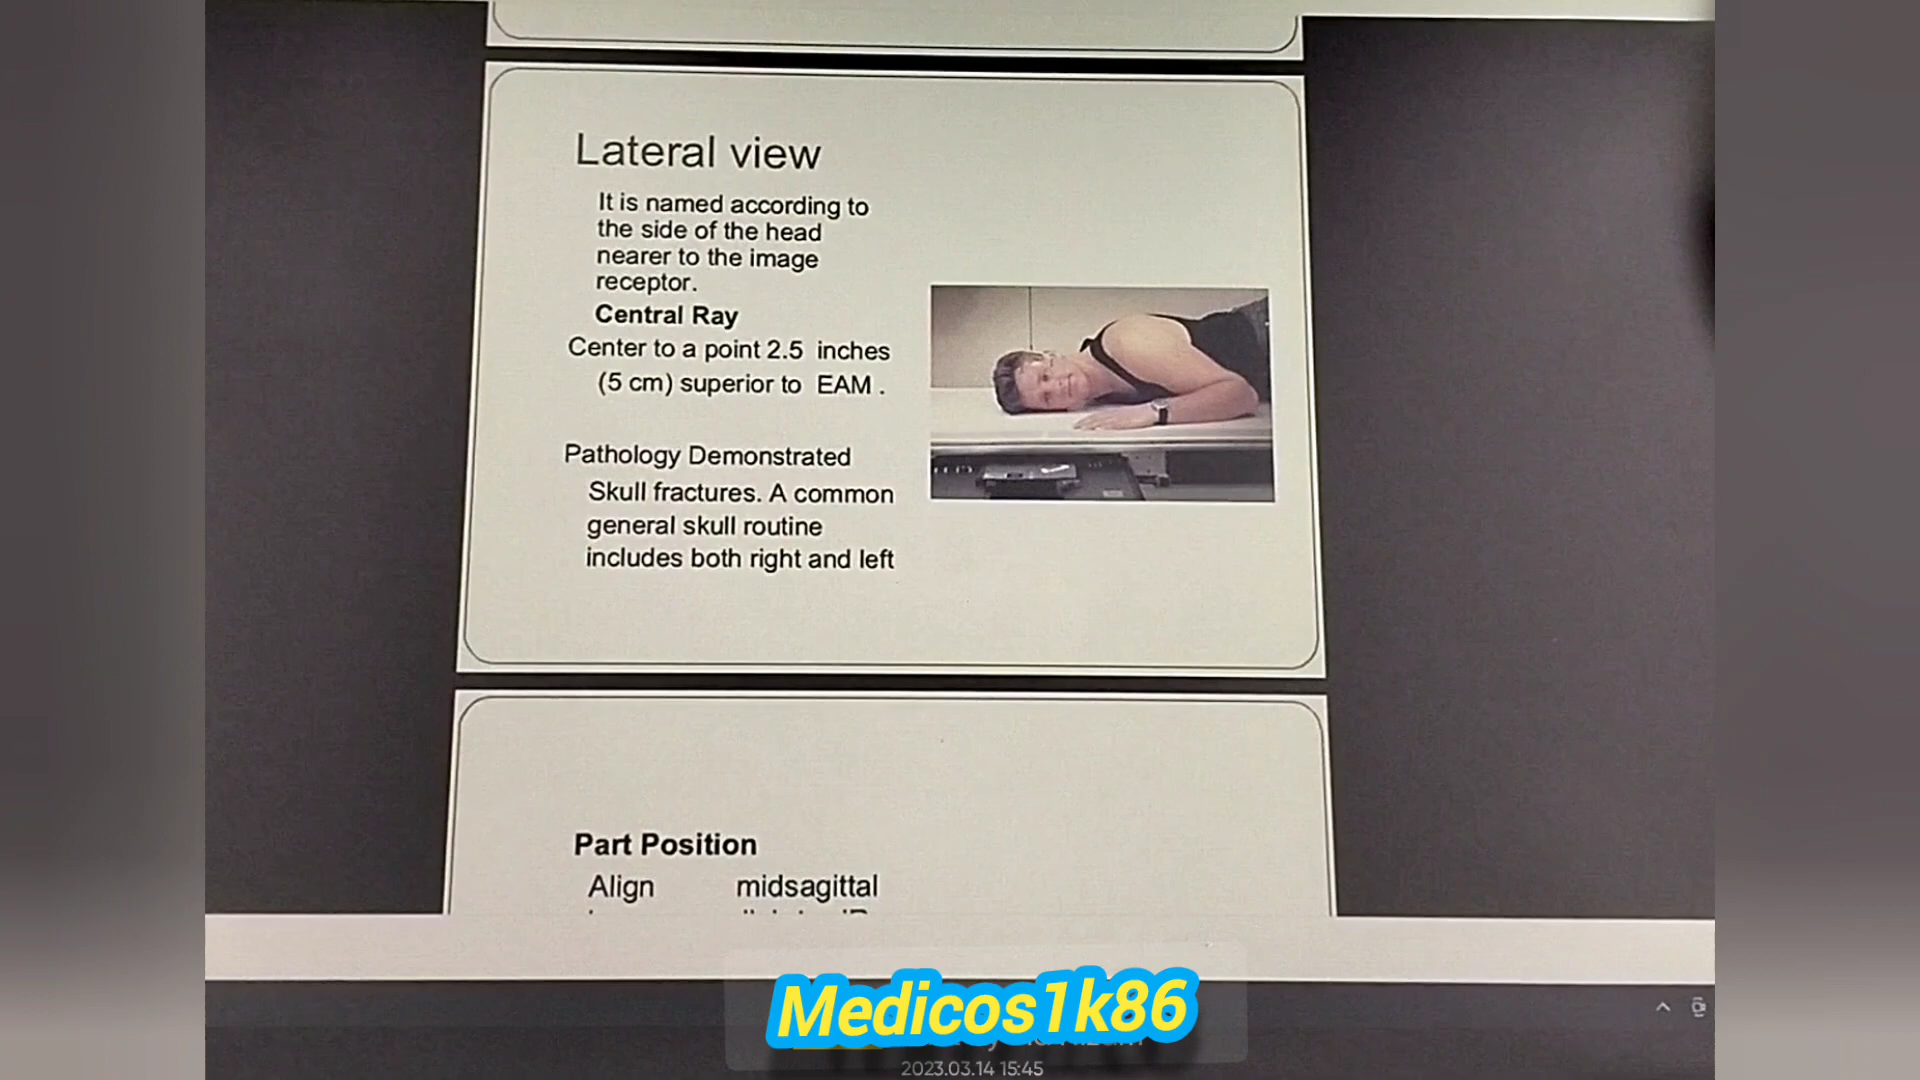 Lateral view
It is named according to
the side of the head
nearer to the image
receptor.
Central Ray
Center to a point 2.5 inches
(5 cm) superior to EAM .
Pathology Demonstrated
Skull fractures. A common
general skull routine
includes both right and left
Part Position
Align midsagittal
Medicos1k86
2023.03.14 15:45